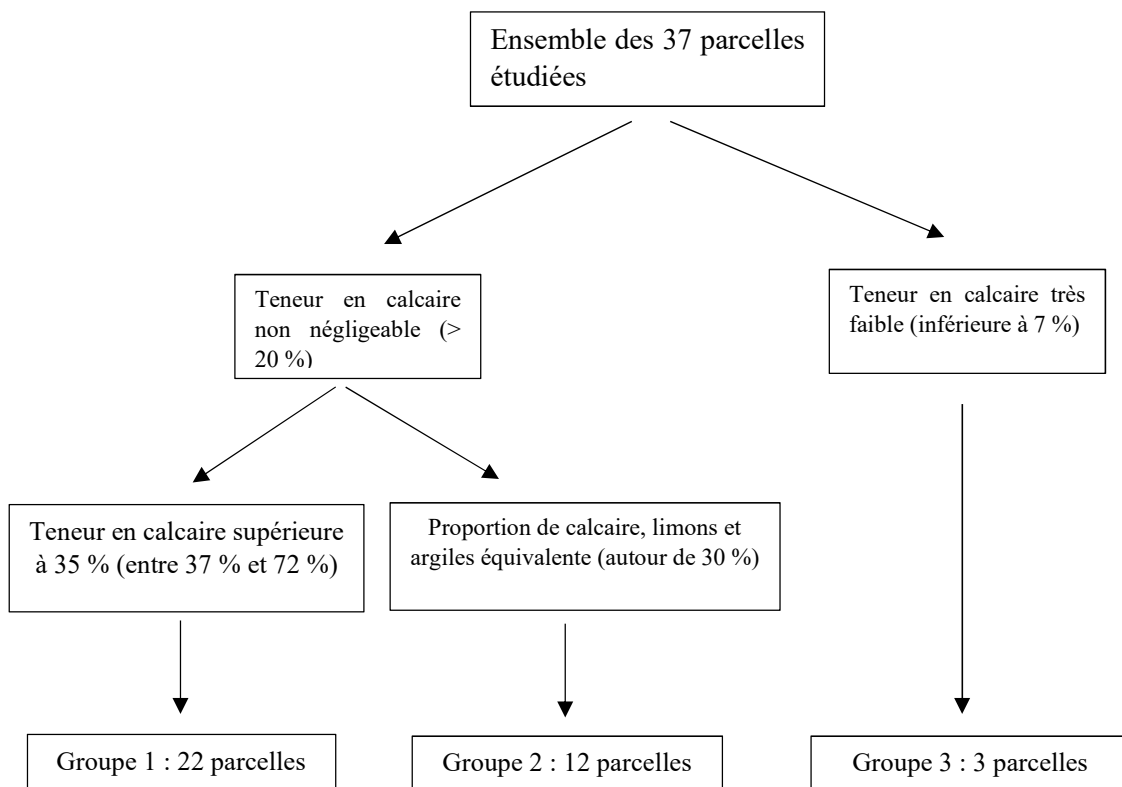 Ensemble des 37 parcelles
étudiées
Teneur en calcaire
non négligeable (>
20 %)
Teneur en calcaire très
faible (inférieure à 7 %)
Teneur en calcaire supérieure
à 35 % (entre 37 % et 72 %)
Proportion de calcaire, limons et
argiles équivalente (autour de 30 %)
Groupe 1 : 22 parcelles
Groupe 2 : 12 parcelles
Groupe 3 : 3 parcelles